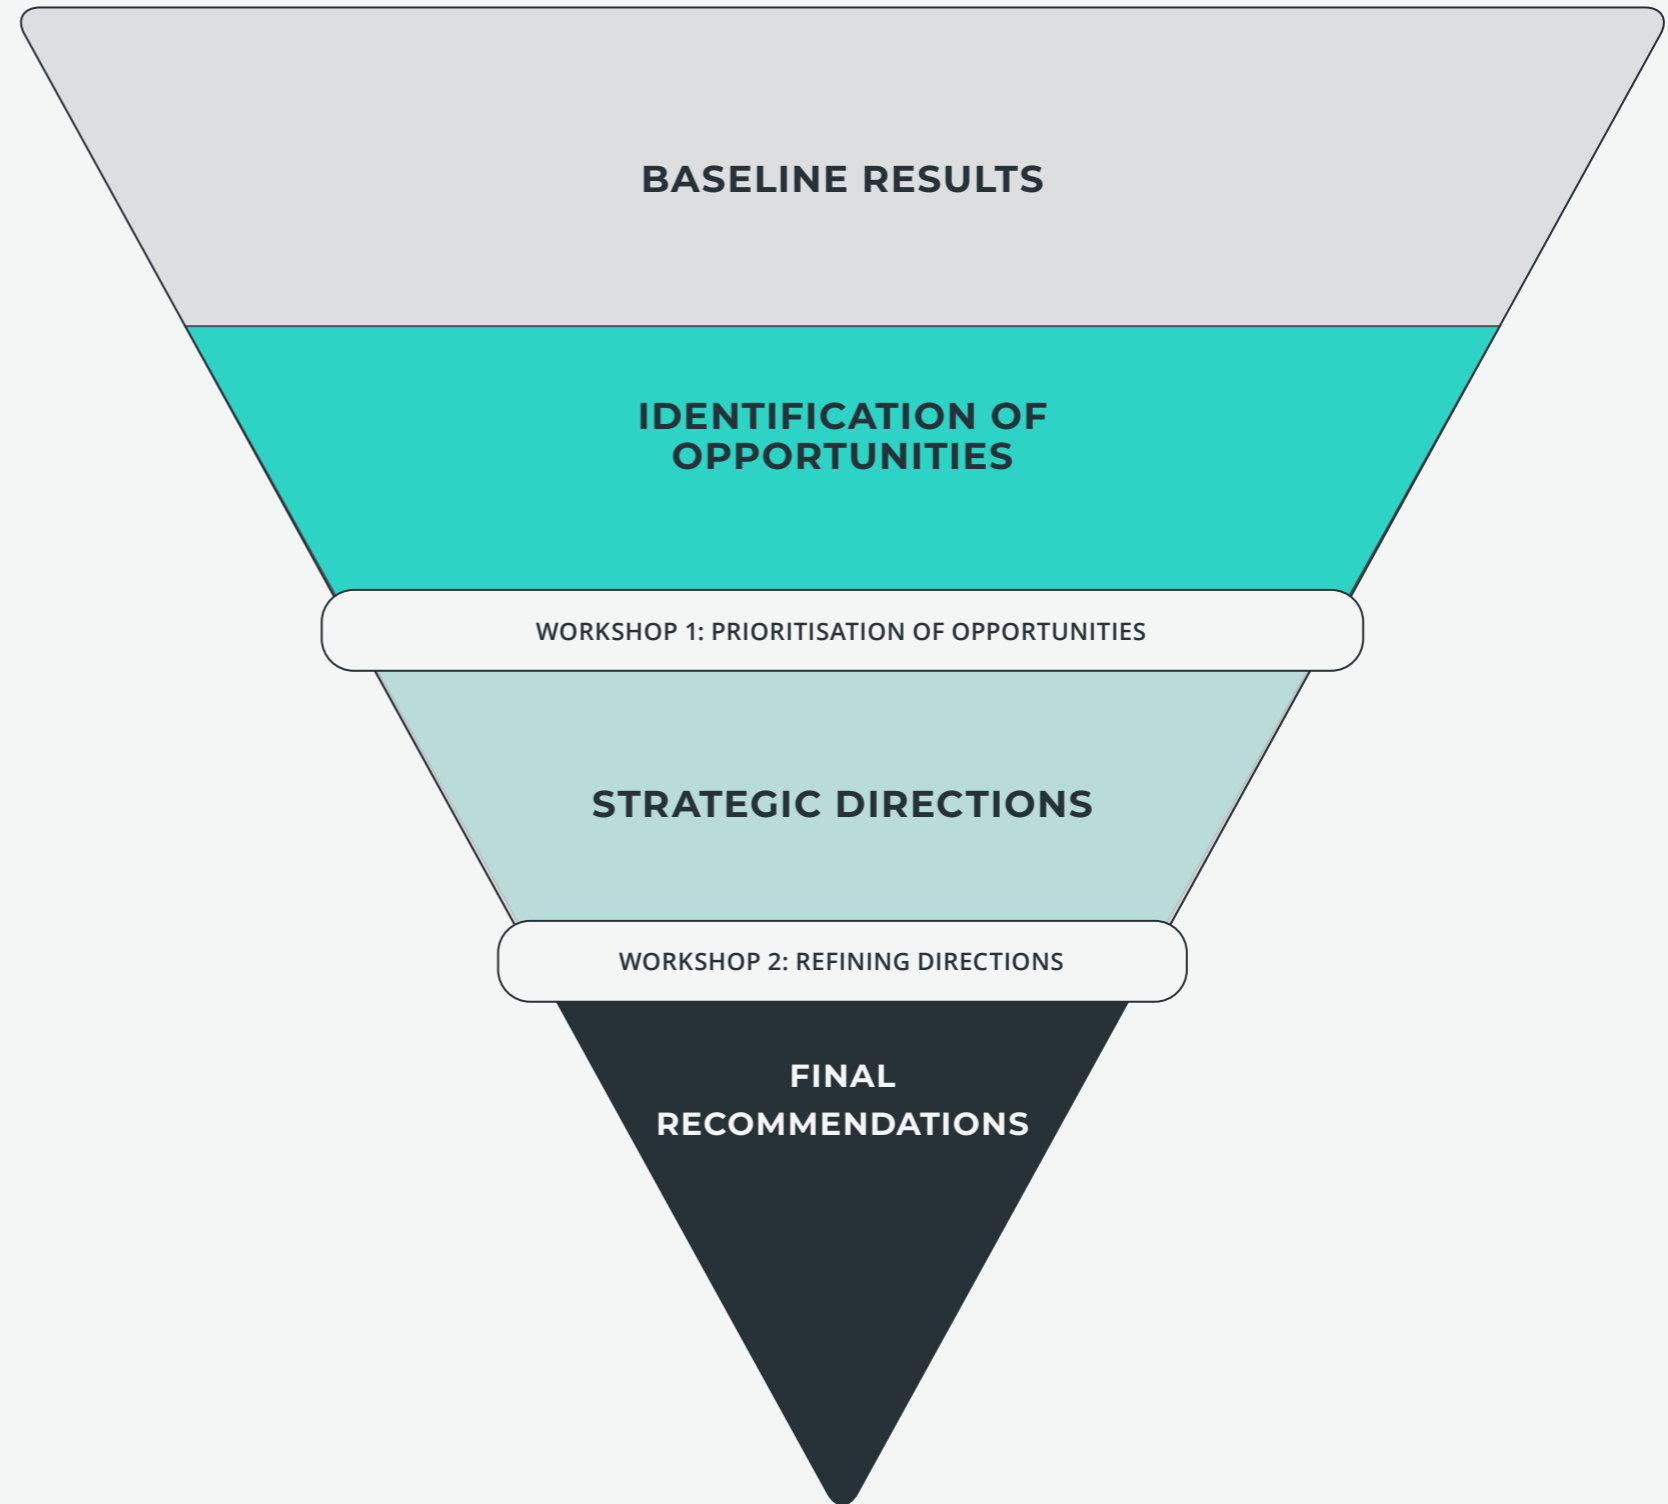 BASELINE RESULTS
IDENTIFICATION OF
OPPORTUNITIES
WORKSHOP 1: PRIORITISATION OF OPPORTUNITIES
STRATEGIC DIRECTIONS
WORKSHOP 2: REFINING DIRECTIONS
FINAL
RECOMMENDATIONS